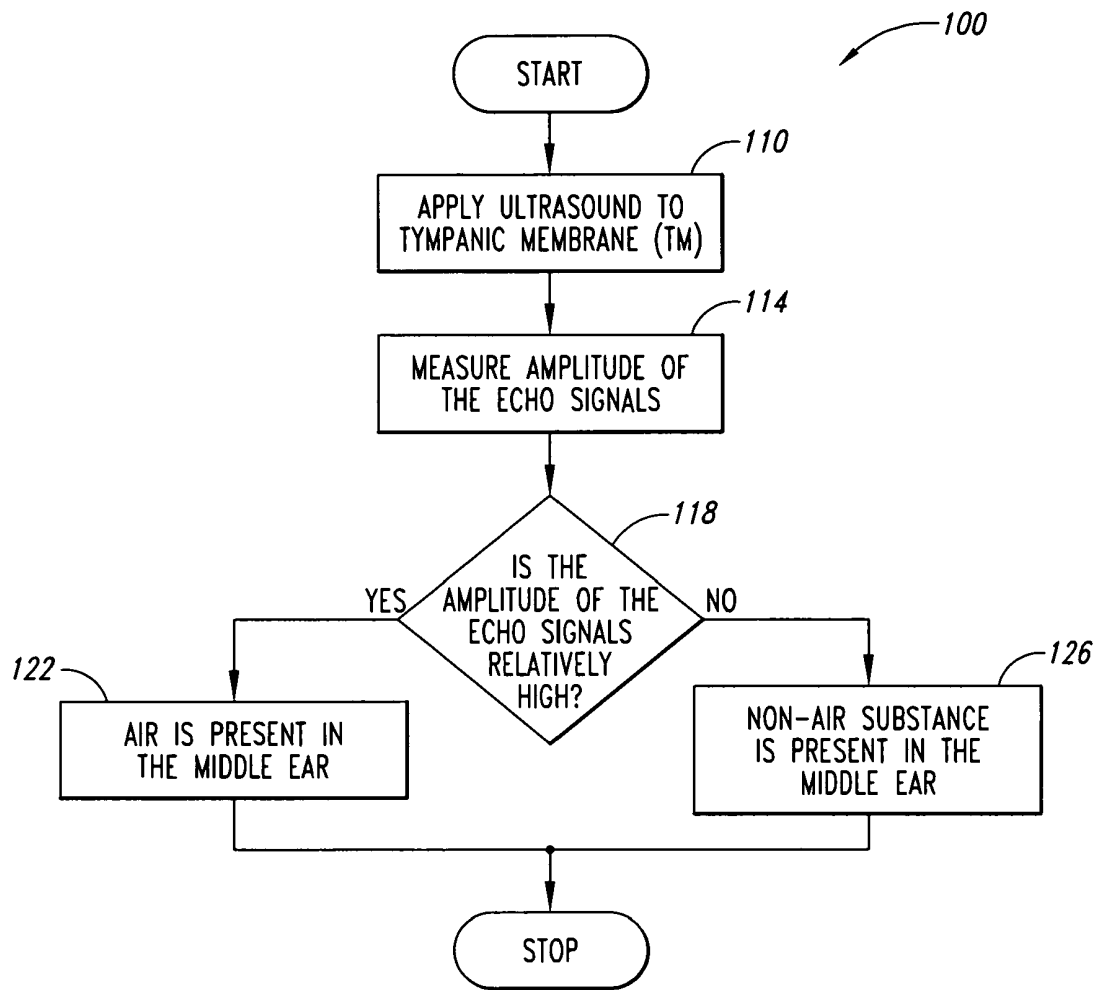 100
START
110
APPLY ULTRASOUND TO
TYMPANIC MEMBRANE (TM)
114
MEASURE AMPLITUDE OF
THE ECHO SIGNALS
118
IS THE
AMPLITUDE OF THE
ECHO SIGNALS
RELATIVELY
HIGH?
YES
NO
122
AIR IS PRESENT IN
THE MIDDLE EAR
126
NON-AIR SUBSTANCE
IS PRESENT IN THE
MIDDLE EAR
STOP